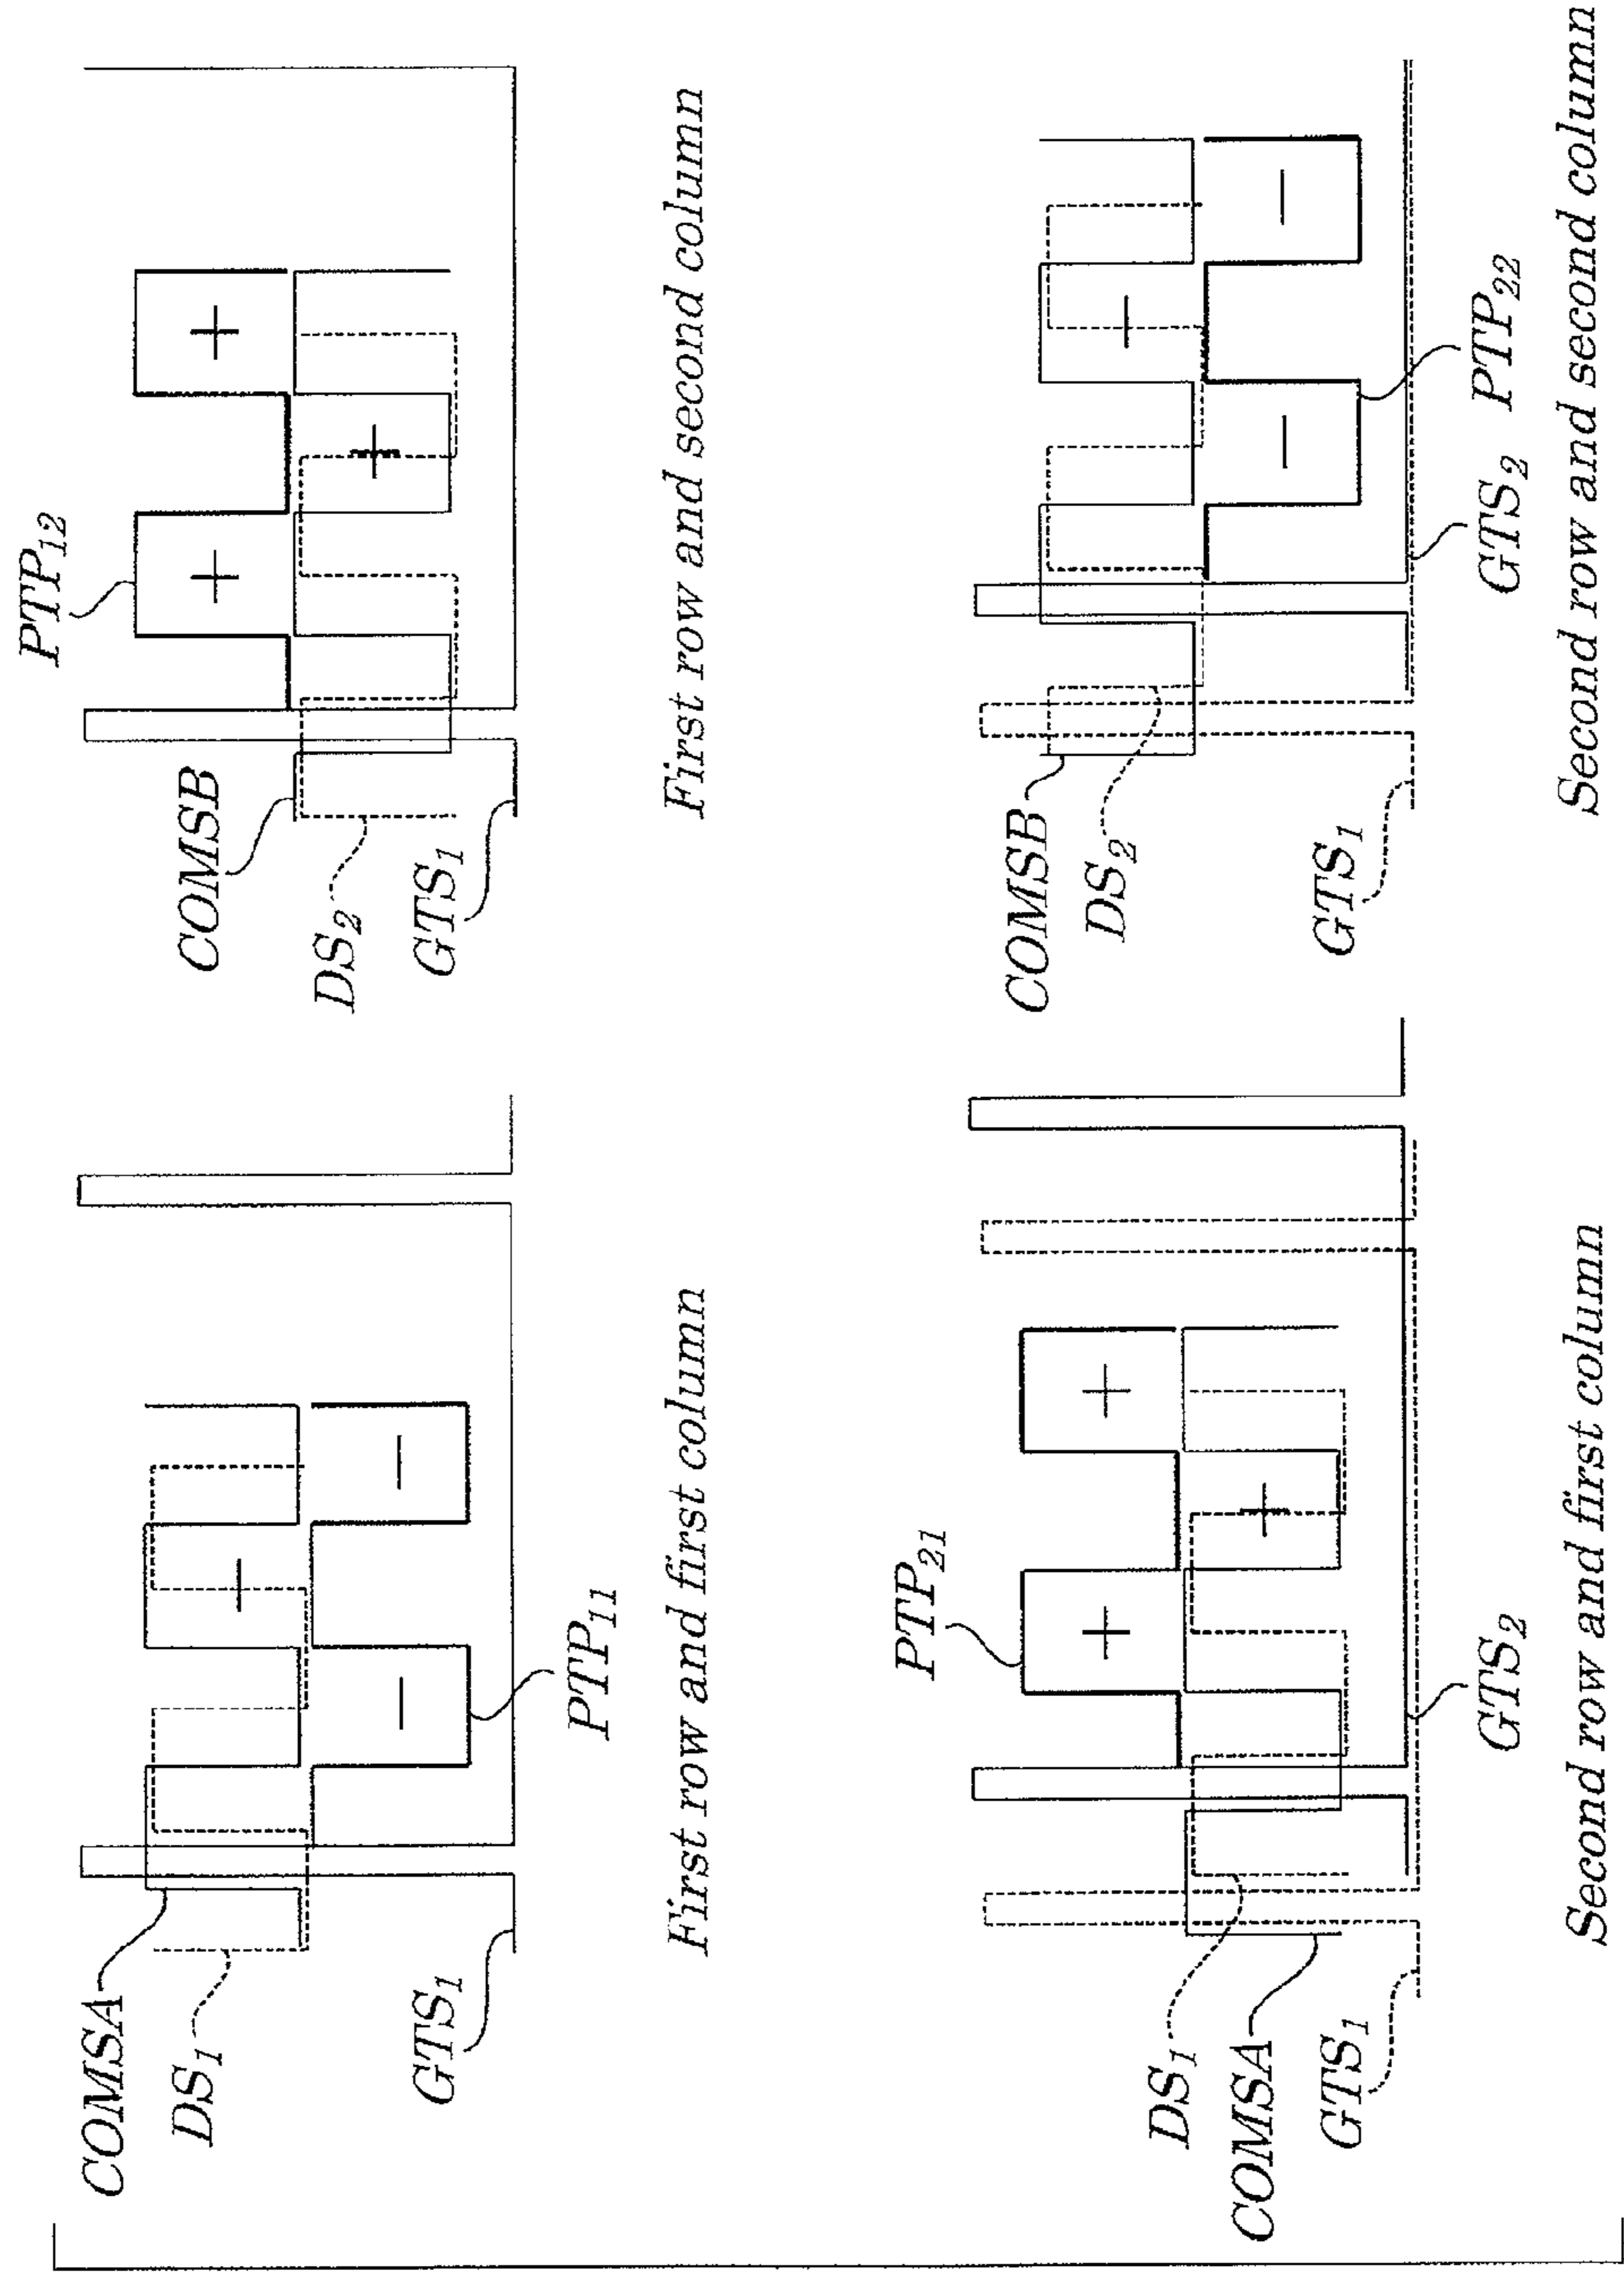 COMSA
DS1
GTS1
PTP11
First row and first column
PTP12
COMSB
DS2
GTS1
First row and second column
PTP21
DS1
COMSA
GTS1
GTS2
Second row and first column
COMSB
DS2
GTS1
GTS2
PTP22
Second row and second column